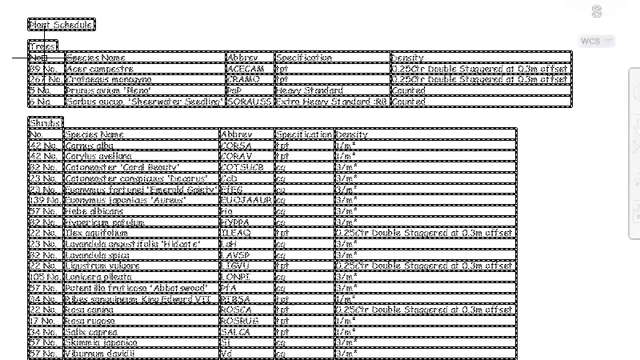 S
WCS
Plant Schedule
Trees
No. Species Name Abbrev Specification Density
89 No. Acer campestre ACECAM tpt 0.25Ctr Double Staggered at 0.3m offset
267 No. Crataegus monogyna CRAMO tpt 0.25Ctr Double Staggered at 0.3m offset
5 No. Prunus avium 'Plena' PaP Heavy Standard Counted
6 No. Sorbus aucup. 'Sheerwater Seedling' SORAUSS Extra Heavy Standard :RB Counted
Shrubs
No. Species Name Abbrev Specification Density
42 No. Cornus alba CORSA tpt 1/m²
42 No. Corylus avellana CORAV tpt 1/m²
82 No. Cotoneaster 'Coral Beauty' COTSUCB cg 3/m²
23 No. Cotoneaster conspicuus 'Decorus' CoD cg 3/m²
23 No. Euonymus fortunei 'Emerald Gaiety' EfEG cg 3/m²
139 No. Euonymus japonicus 'Aureus' EUOJAAUR cg 3/m²
57 No. Hebe albicans Ha cg 3/m²
82 No. Hypericum patulum HYPPA cg 3/m²
22 No. Ilex aquifolium ILEAQ cg 0.25Ctr Double Staggered at 0.3m offset
23 No. Lavandula angustifolia 'Hidcote' LaH cg 3/m²
82 No. Lavandula spica LAVSP cg 3/m²
22 No. Ligustrum vulgare LIGVU tpt 0.25Ctr Double Staggered at 0.3m offset
105 No. Lonicera pileata LONPI cg 3/m²
57 No. Potentilla fruticosa 'Abbotswood' PfA cg 3/m²
34 No. Ribes sanguineum King Edward VII RIBSA tpt 1/m²
22 No. Rosa canina ROSCA tpt 0.25Ctr Double Staggered at 0.3m offset
17 No. Rosa rugosa ROSRUG tpt 1/m²
34 No. Salix caprea SALCA tpt 1/m²
57 No. Skimmia japonica Sj cg 3/m²
57 No. Viburnum davidii Vd cg 3/m²